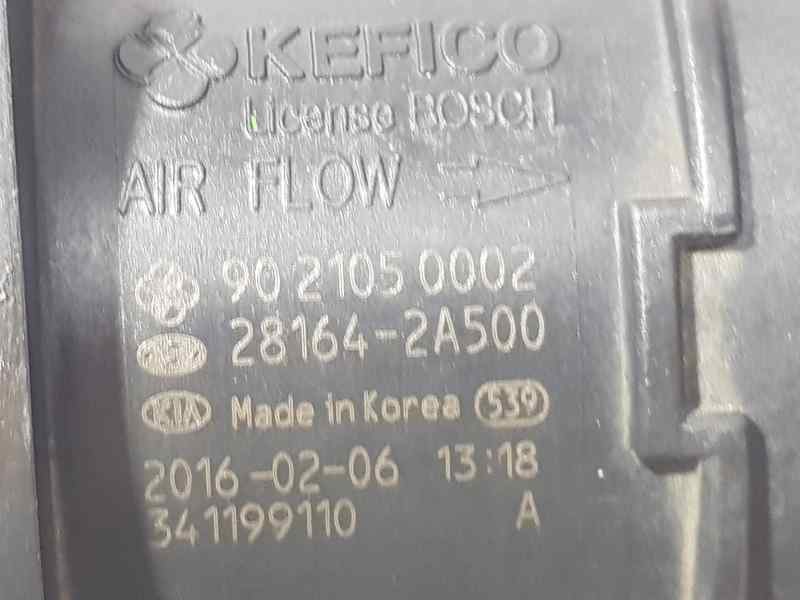 KEFICO
License BOSCH
AIR FLOW
90 2105 0002
28164-2A500
KIA Made in Korea 539
2016-02-06 13:18
341199110 A